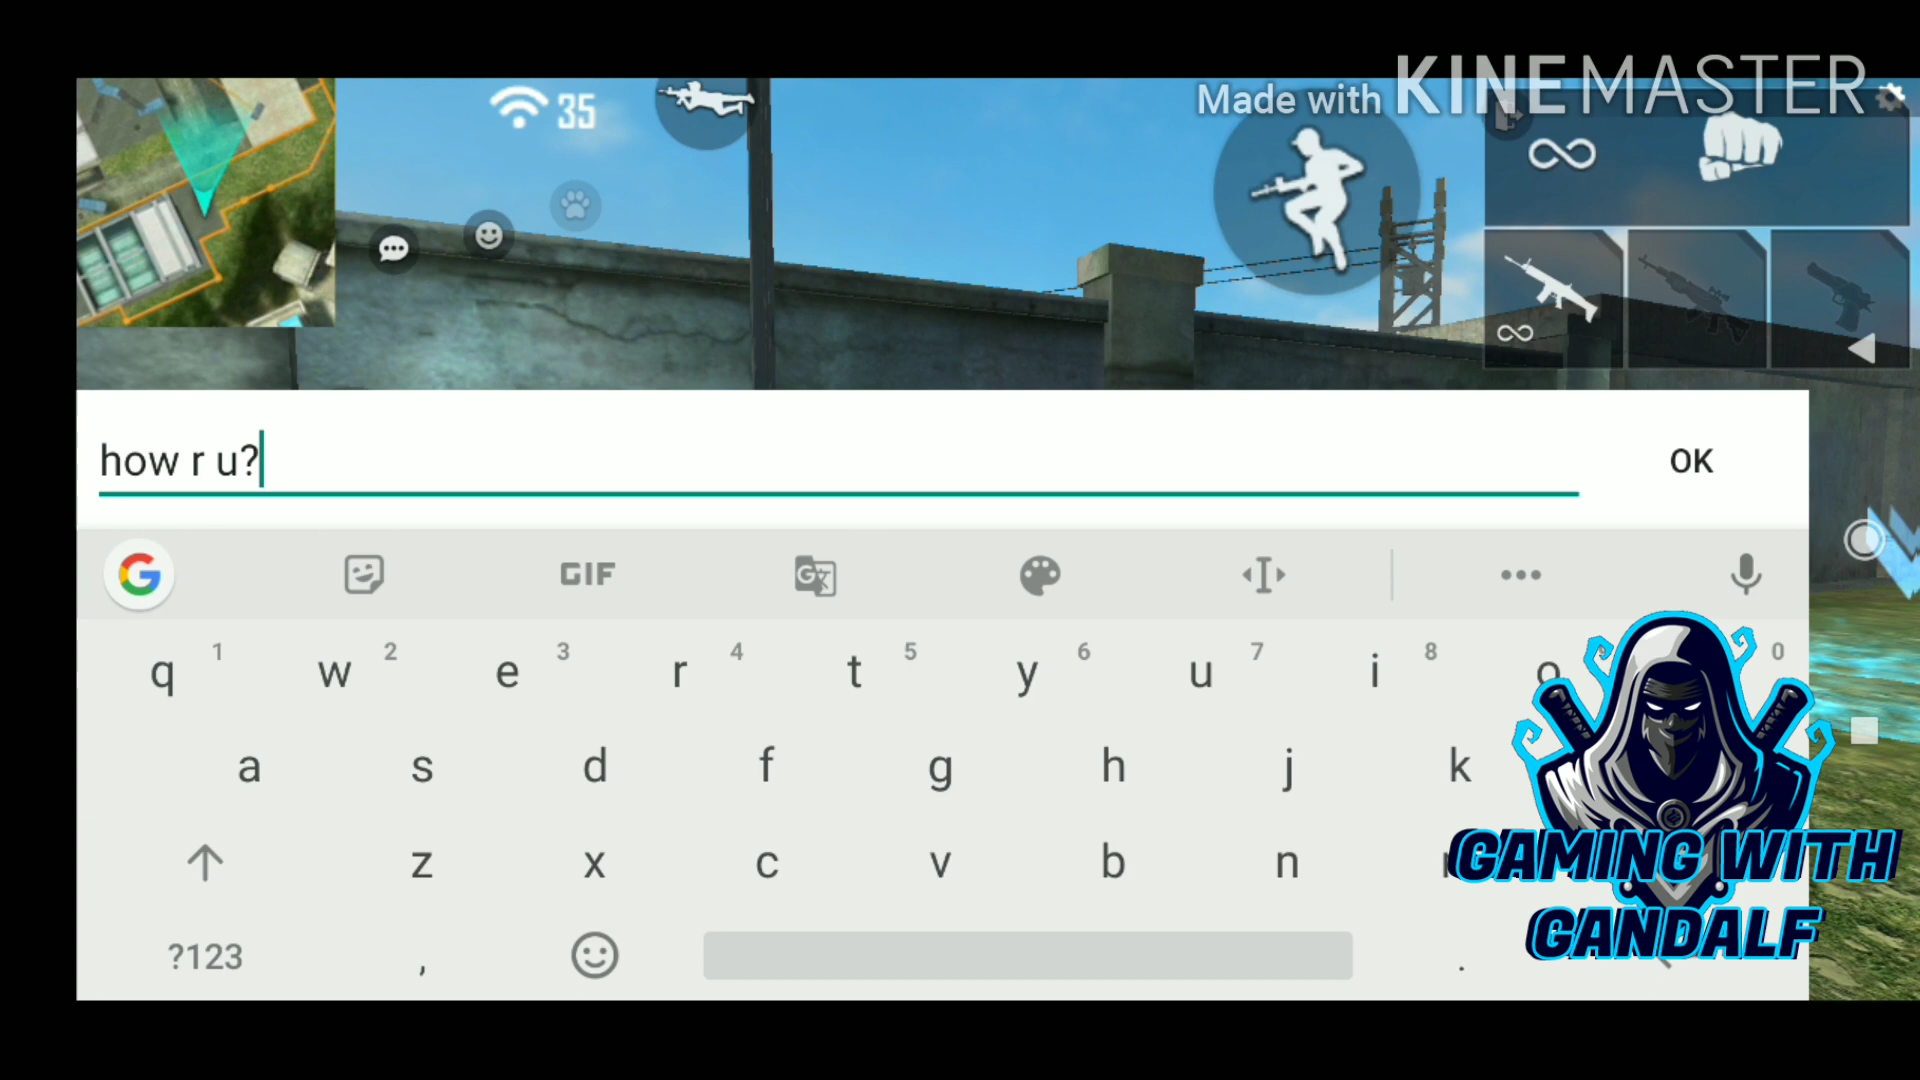 Made with KINEMASTER
35
how r u?
OK
GIF
q 1 w 2 e 3 r 4 t 5 y 6 u 7 i 8 o 0
a s d f g h j k
z x c v b n
?123 , .
GAMING WITH
GANDALF